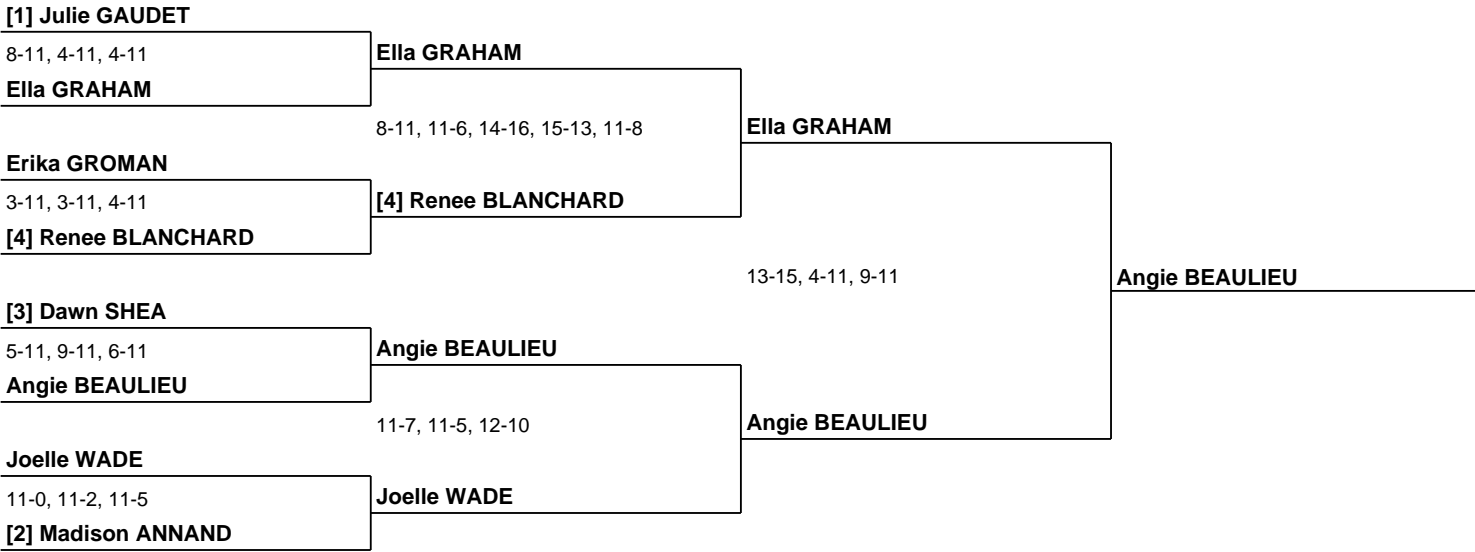 [1] Julie GAUDET
8-11, 4-11, 4-11
Ella GRAHAM
Erika GROMAN
3-11, 3-11, 4-11
[4] Renee BLANCHARD
[3] Dawn SHEA
5-11, 9-11, 6-11
Angie BEAULIEU
Joelle WADE
11-0, 11-2, 11-5
[2] Madison ANNAND
Ella GRAHAM
8-11, 11-6, 14-16, 15-13, 11-8
[4] Renee BLANCHARD
Angie BEAULIEU
11-7, 11-5, 12-10
Joelle WADE
Ella GRAHAM
13-15, 4-11, 9-11
Angie BEAULIEU
Angie BEAULIEU